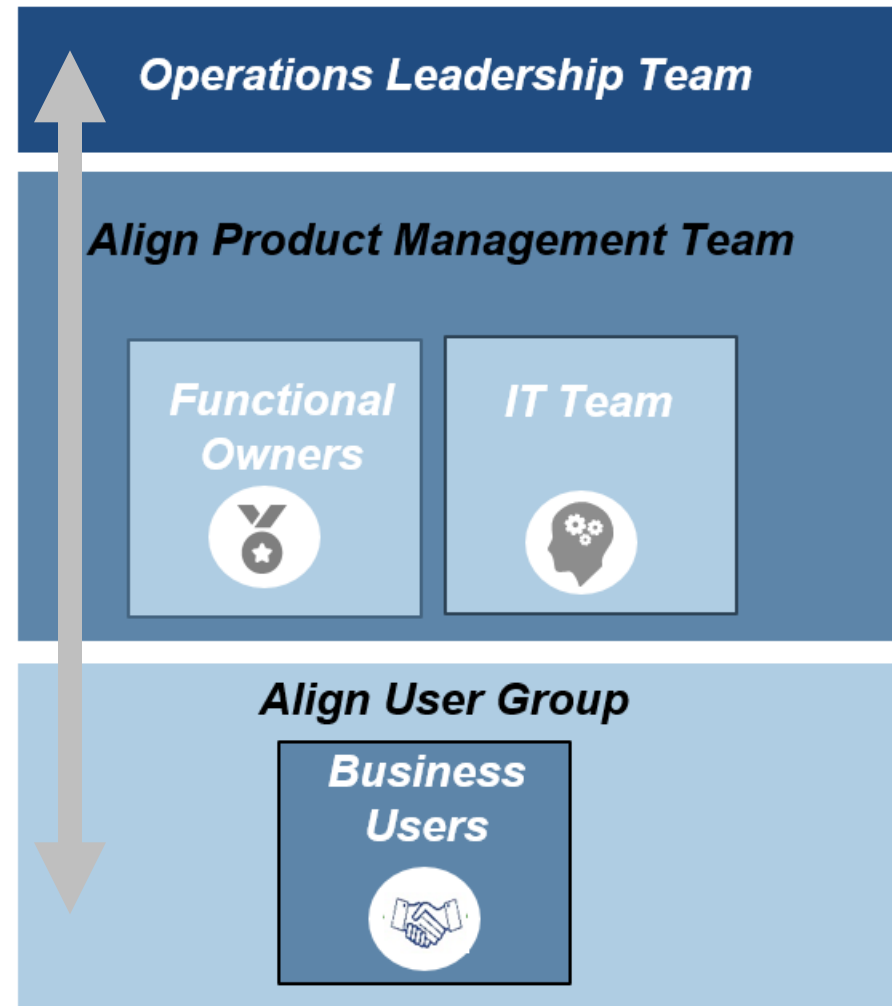 Operations Leadership Team
Align Product Management Team
Functional
Owners
IT Team
Align User Group
Business
Users